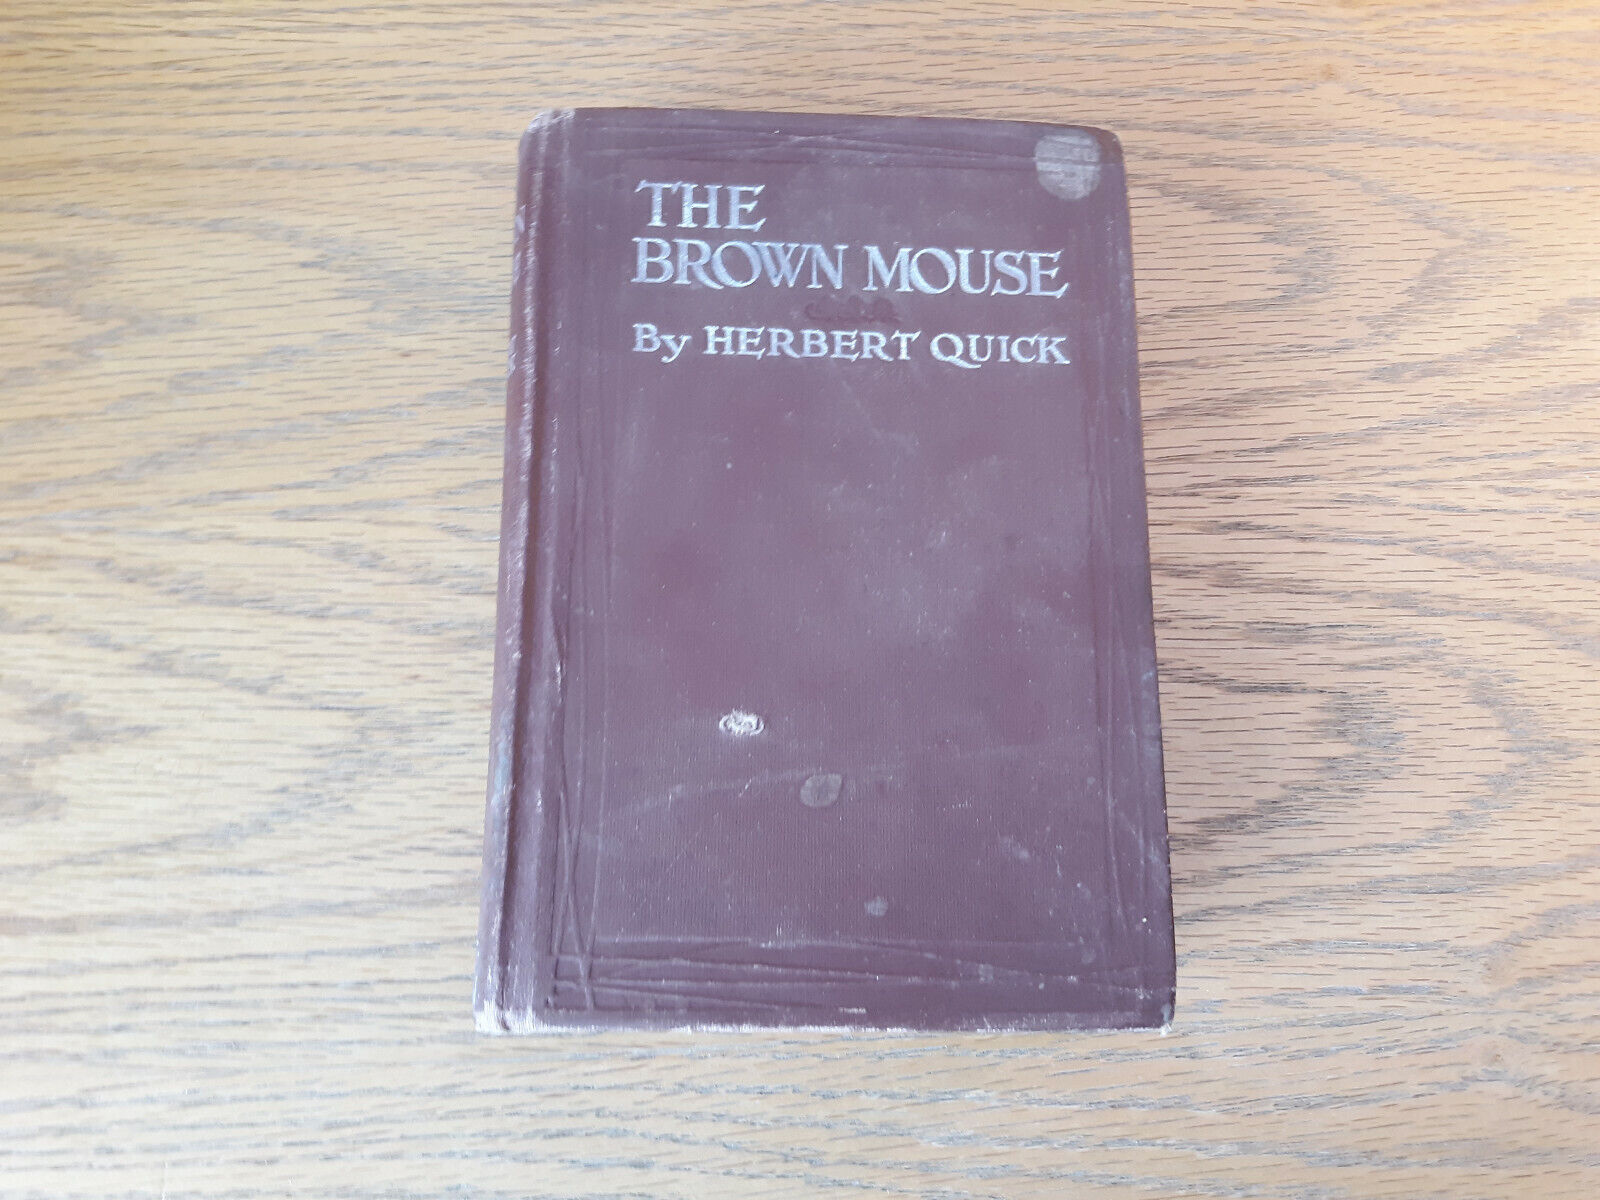 THE
BROWN MOUSE
By HERBERT QUICK